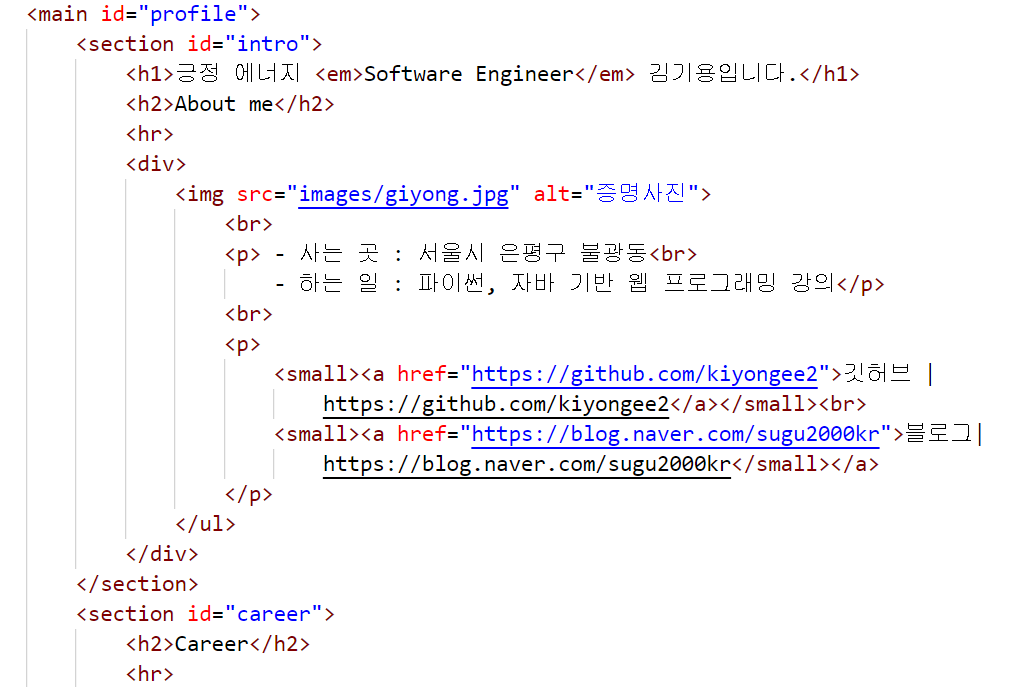 <main id="profile">
<section id="intro">
<h1>긍정 에너지 <em>Software Engineer</em> 김기용입니다.</h1>
<h2>About me</h2>
<hr>
<div>
<img src="images/giyong.jpg" alt="증명사진">
<br>
<p> - 사는 곳 : 서울시 은평구 불광동<br>
- 하는 일 : 파이썬, 자바 기반 웹 프로그래밍 강의</p>
<br>
<p>
<small><a href="https://github.com/kiyongee2">깃허브 |
https://github.com/kiyongee2</a></small><br>
<small><a href="https://blog.naver.com/sugu2000kr">블로그|
https://blog.naver.com/sugu2000kr</small></a>
</p>
</ul>
</div>
</section>
<section id="career">
<h2>Career</h2>
<hr>